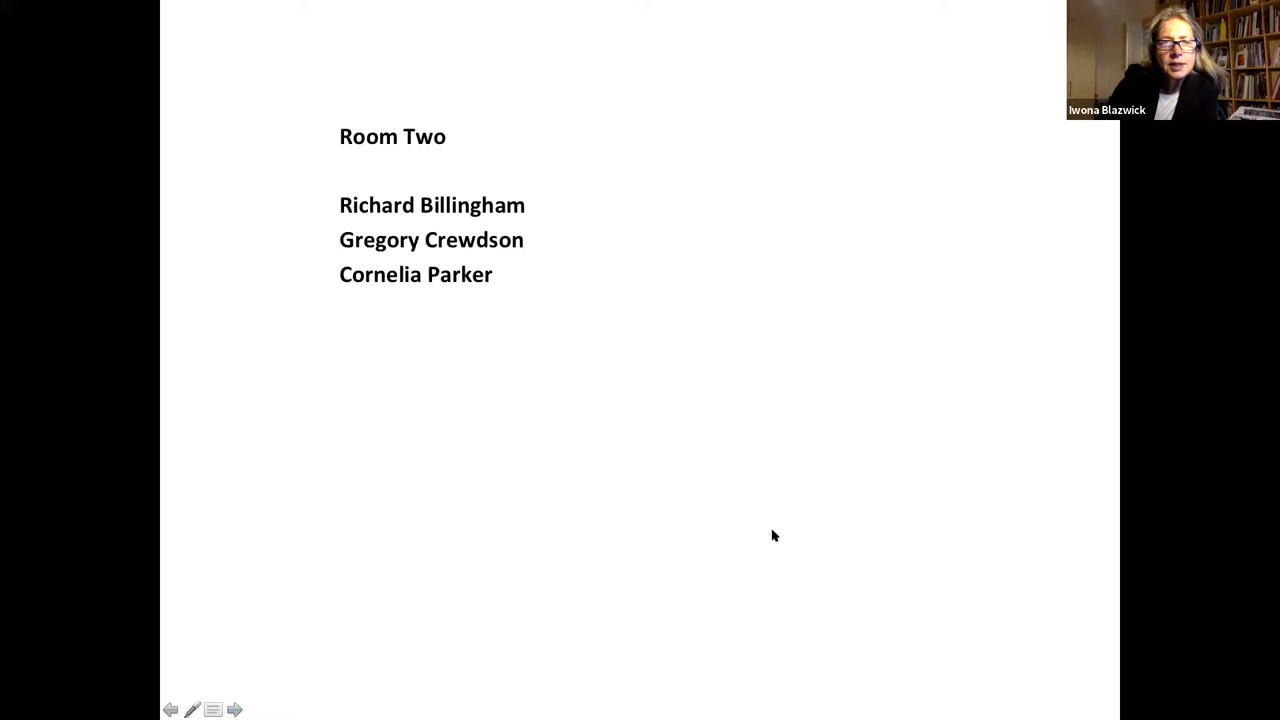 Room Two
Richard Billingham
Gregory Crewdson
Cornelia Parker
Iwona Blazwick